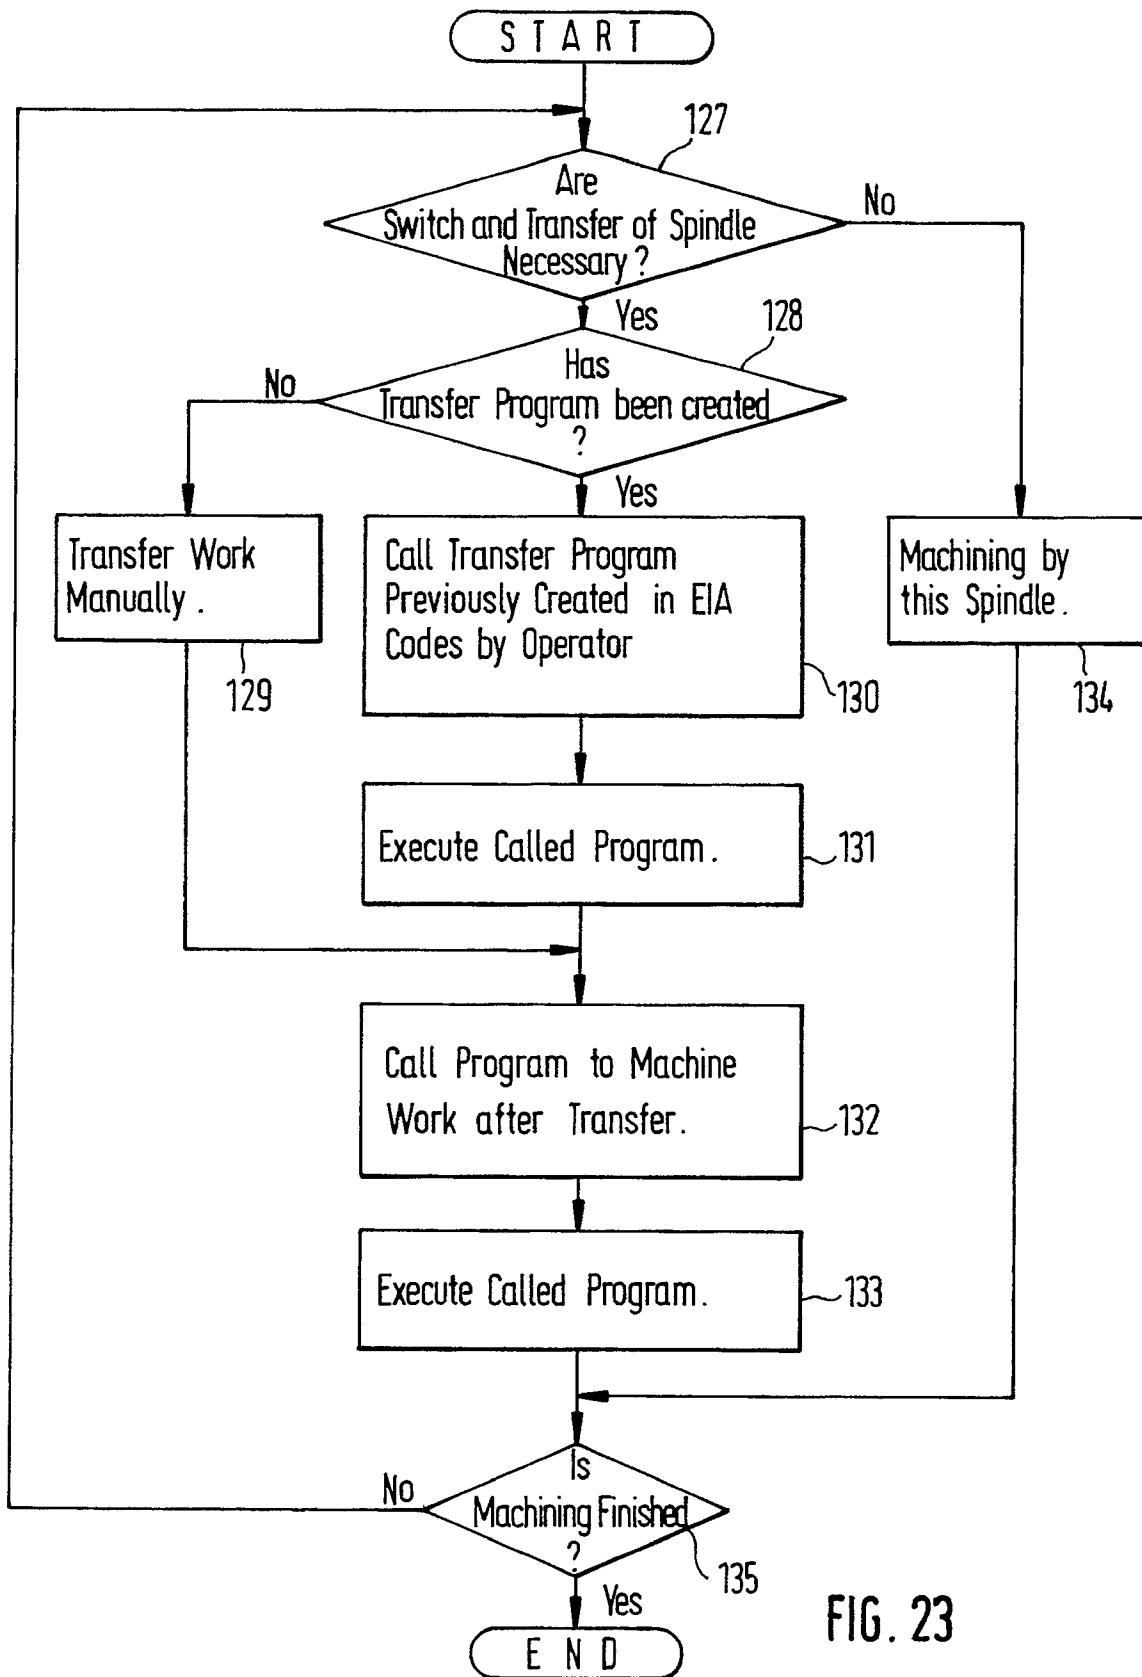 START
127
Are
Switch and Transfer of Spindle
Necessary ?
No
Yes
128
Has
Transfer Program been created
?
No
Yes
Transfer Work
Manually .
129
Call Transfer Program
Previously Created in EIA
Codes by Operator
130
Machining by
this Spindle .
134
Execute Called Program .
131
Call Program to Machine
Work after Transfer.
132
Execute Called Program.
133
Is
Machining Finished
?
No
135
Yes
END
FIG. 23